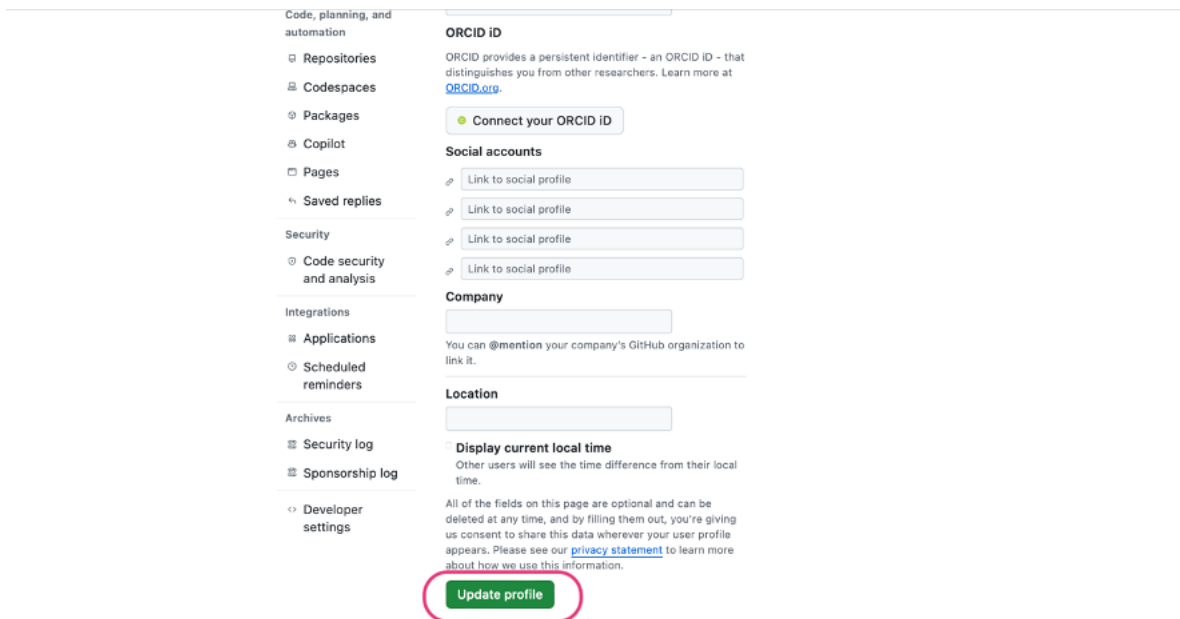 Code, planning, and
automation
Repositories
Codespaces
Packages
Copilot
Pages
Saved replies
Security
Code security
and analysis
Integrations
Applications
Scheduled
reminders
Archives
Security log
Sponsorship log
Developer
settings
ORCID iD
ORCID provides a persistent identifier - an ORCID iD - that
distinguishes you from other researchers. Learn more at
ORCID.org.
Connect your ORCID iD
Social accounts
Link to social profile
Link to social profile
Link to social profile
Link to social profile
Company
You can @mention your company's GitHub organization to
link it.
Location
Display current local time
Other users will see the time difference from their local
time.
All of the fields on this page are optional and can be
deleted at any time, and by filling them out, you're giving
us consent to share this data wherever your user profile
appears. Please see our privacy statement to learn more
about how we use this information.
Update profile